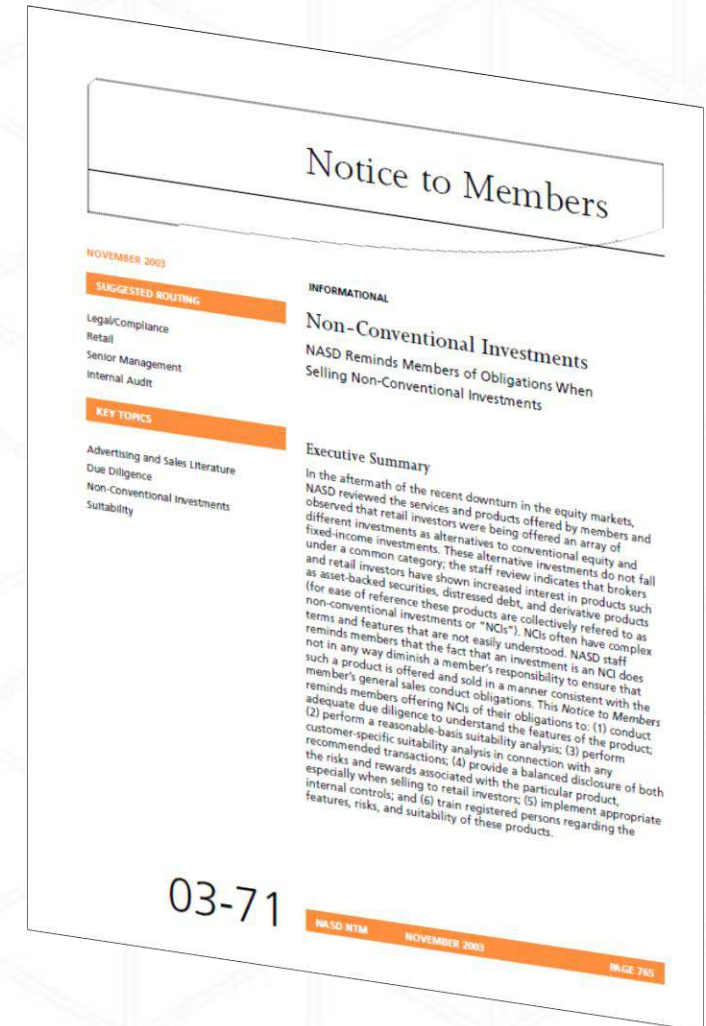 Notice to Members
NOVEMBER 2003
SUGGESTED ROUTING
Legal/Compliance
Retail
Senior Management
Internal Audit
KEY TOPICS
Advertising and Sales Literature
Due Diligence
Non-Conventional Investments
Suitability
INFORMATIONAL
Non-Conventional Investments
NASD Reminds Members of Obligations When
Selling Non-Conventional Investments
Executive Summary
In the aftermath of the recent downturn in the equity markets,
NASD reviewed the services and products offered by members and
observed that retail investors were being offered an array of
different investments as alternatives to conventional equity and
fixed-income investments. These alternative investments do not fall
under a common category; the staff review indicates that brokers
and retail investors have shown increased interest in products such
as asset-backed securities, distressed debt, and derivative products
(for ease of reference these products are collectively refered to as
non-conventional investments or "NCIs"). NCIs often have complex
terms and features that are not easily understood. NASD staff
reminds members that the fact that an investment is an NCI does
not in any way diminish a member's responsibility to ensure that
such a product is offered and sold in a manner consistent with the
member's general sales conduct obligations. This Notice to Members
reminds members offering NCIs of their obligations to: (1) conduct
adequate due diligence to understand the features of the product;
(2) perform a reasonable-basis suitability analysis; (3) perform
customer-specific suitability analysis in connection with any
recommended transactions; (4) provide a balanced disclosure of both
the risks and rewards associated with the particular product,
especially when selling to retail investors; (5) implement appropriate
internal controls; and (6) train registered persons regarding the
features, risks, and suitability of these products.
03-71
NASD NTM NOVEMBER 2003 PAGE 765